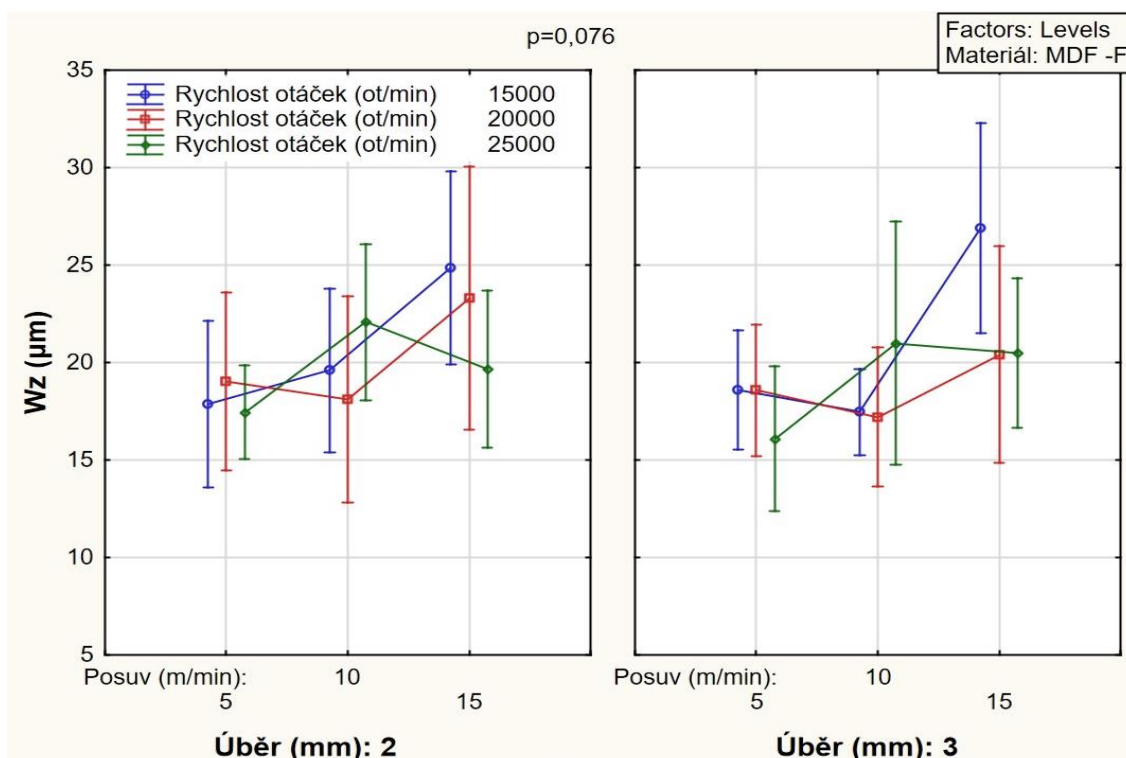 p=0,076
Factors: Levels
Materiál: MDF -F
Rychlost otáček (ot/min) 15000
Rychlost otáček (ot/min) 20000
Rychlost otáček (ot/min) 25000
35
30
25
20
15
10
5
Wz (µm)
Posuv (m/min): 10
5 15
Úběr (mm): 2
Posuv (m/min): 10
5 15
Úběr (mm): 3